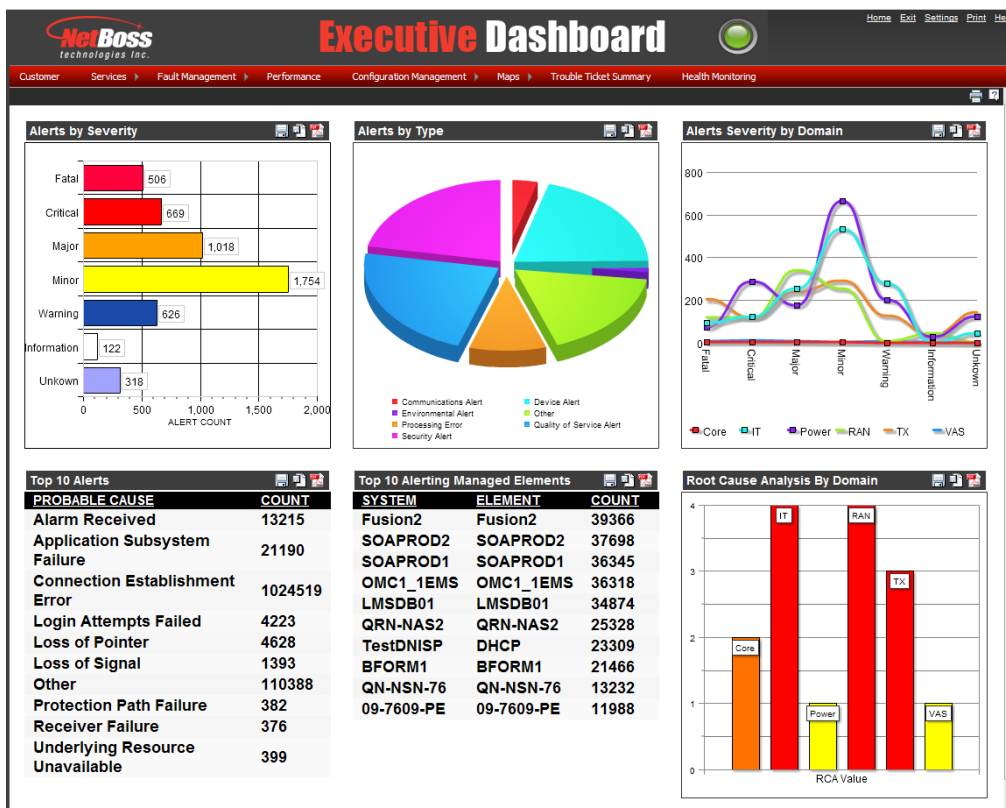 NetBoss
technologies Inc.
Executive Dashboard
Home Exit Settings Print He
Customer Services Fault Management Performance Configuration Management Maps Trouble Ticket Summary Health Monitoring
Alerts by Severity
Fatal 506
Critical 669
Major 1,018
Minor 1,754
Warning 626
Information 122
Unkown 318
0 500 1,000 1,500 2,000
ALERT COUNT
Alerts by Type
Communications Alert Device Alert
Environmental Alert Other
Processing Error Quality of Service Alert
Security Alert
Alerts Severity by Domain
800
600
400
200
0
Fatal Critical Major Minor Warning Information Unkown
Core IT Power RAN TX VAS
Top 10 Alerts
PROBABLE CAUSE COUNT
Alarm Received 13215
Application Subsystem
Failure 21190
Connection Establishment
Error 1024519
Login Attempts Failed 4223
Loss of Pointer 4628
Loss of Signal 1393
Other 110388
Protection Path Failure 382
Receiver Failure 376
Underlying Resource
Unavailable 399
Top 10 Alerting Managed Elements
SYSTEM ELEMENT COUNT
Fusion2 Fusion2 39366
SOAPROD2 SOAPROD2 37698
SOAPROD1 SOAPROD1 36345
OMC1_1EMS OMC1_1EMS 36318
LMSDB01 LMSDB01 34874
QRN-NAS2 QRN-NAS2 25328
TestDNISP DHCP 23309
BFORM1 BFORM1 21466
QN-NSN-76 QN-NSN-76 13232
09-7609-PE 09-7609-PE 11988
Root Cause Analysis By Domain
4
3
2
1
0
Core IT Power RAN TX VAS
RCA Value